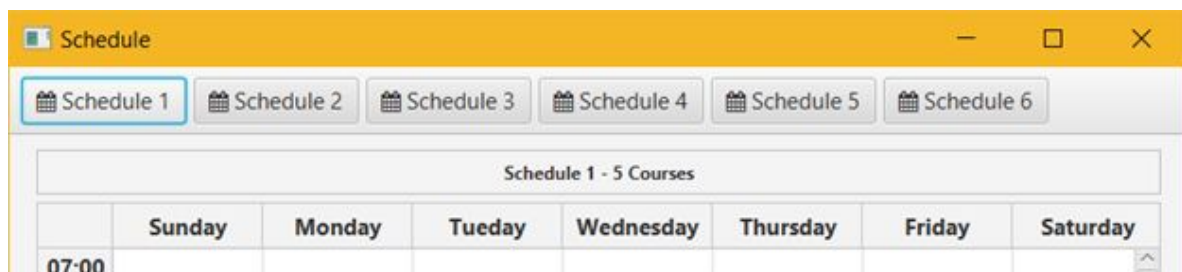 Schedule
Schedule 1 Schedule 2 Schedule 3 Schedule 4 Schedule 5 Schedule 6
Schedule 1 - 5 Courses
Sunday Monday Tueday Wednesday Thursday Friday Saturday
07:00